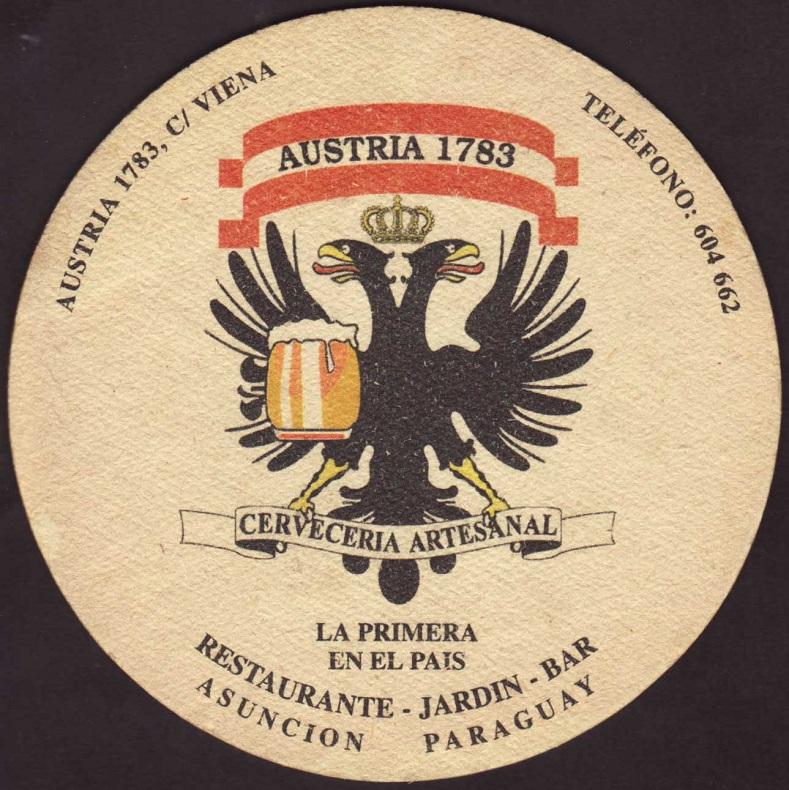 AUSTRIA 1783, C/ VIENA
TELÉFONO: 604 662
AUSTRIA 1783
CERVECERIA ARTESANAL
LA PRIMERA
EN EL PAIS
RESTAURANTE - JARDIN - BAR
ASUNCION PARAGUAY